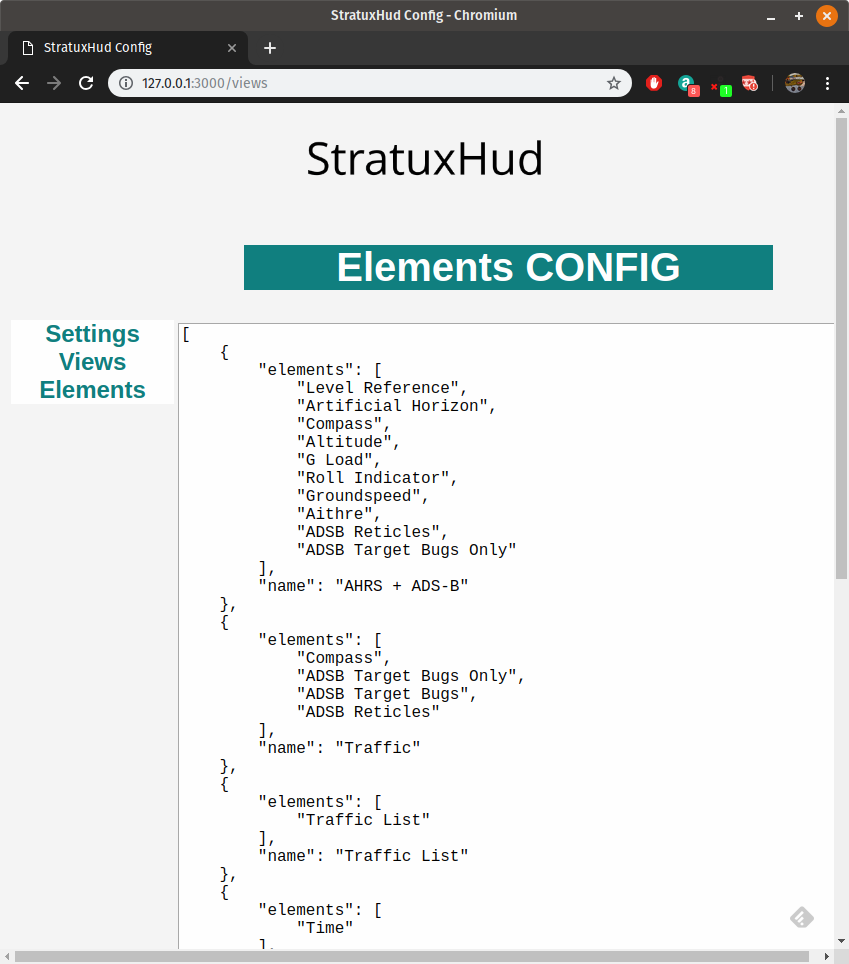 StratuxHud Config - Chromium
StratuxHud Config
127.0.0.1:3000/views
8
1
StratuxHud
Elements CONFIG
Settings
Views
Elements
[
    {
        "elements": [
            "Level Reference",
            "Artificial Horizon",
            "Compass",
            "Altitude",
            "G Load",
            "Roll Indicator",
            "Groundspeed",
            "Aithre",
            "ADSB Reticles",
            "ADSB Target Bugs Only"
        ],
        "name": "AHRS + ADS-B"
    },
    {
        "elements": [
            "Compass",
            "ADSB Target Bugs Only",
            "ADSB Target Bugs",
            "ADSB Reticles"
        ],
        "name": "Traffic"
    },
    {
        "elements": [
            "Traffic List"
        ],
        "name": "Traffic List"
    },
    {
        "elements": [
            "Time"
        ],